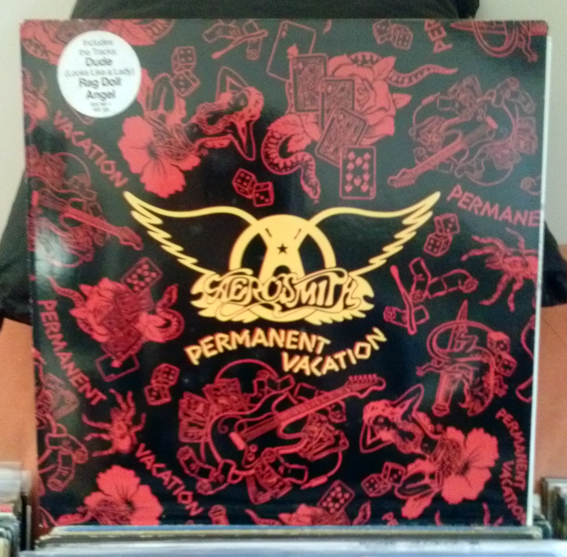 Includes
the Tracks:
Dude
(Looks Like a Lady)
Rag Doll
Angel
PER
VACATION
PERMANE
AEROSMITH
PERMANENT
VACATION
PERMANENT
VACATION
PERMANENT
VACATION